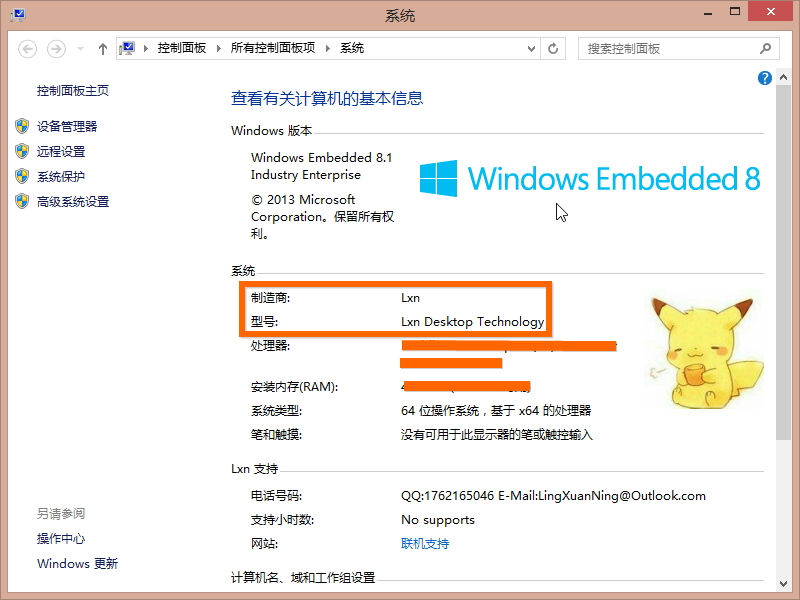 系统
控制面板 所有控制面板项 系统
搜索控制面板
控制面板主页
设备管理器
远程设置
系统保护
高级系统设置
另请参阅
操作中心
Windows 更新
查看有关计算机的基本信息
Windows 版本
Windows Embedded 8.1
Industry Enterprise
© 2013 Microsoft
Corporation。保留所有权
利。
Windows Embedded 8
系统
制造商: Lxn
型号: Lxn Desktop Technology
处理器:
安装内存(RAM):
系统类型: 64 位操作系统，基于 x64 的处理器
笔和触摸: 没有可用于此显示器的笔或触控输入
Lxn 支持
电话号码: QQ:1762165046 E-Mail:LingXuanNing@Outlook.com
支持小时数: No supports
网站: 联机支持
计算机名、域和工作组设置